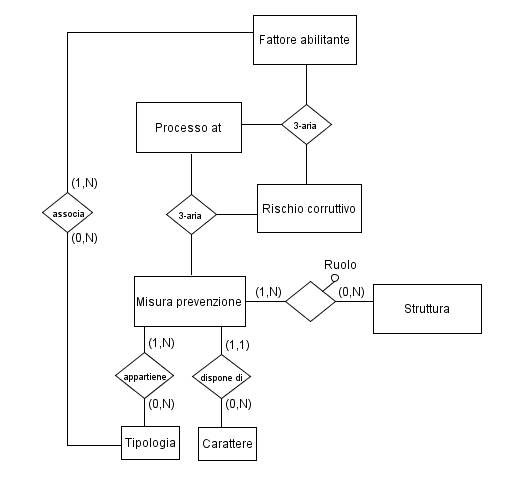 Fattore abilitante
Processo at
3-aria
(1,N)
associa
(0,N)
3-aria
Rischio corruttivo
Ruolo
Misura prevenzione
(1,N)
(0,N)
Struttura
(1,N)
(1,1)
appartiene
dispone di
(0,N)
(0,N)
Tipologia
Carattere